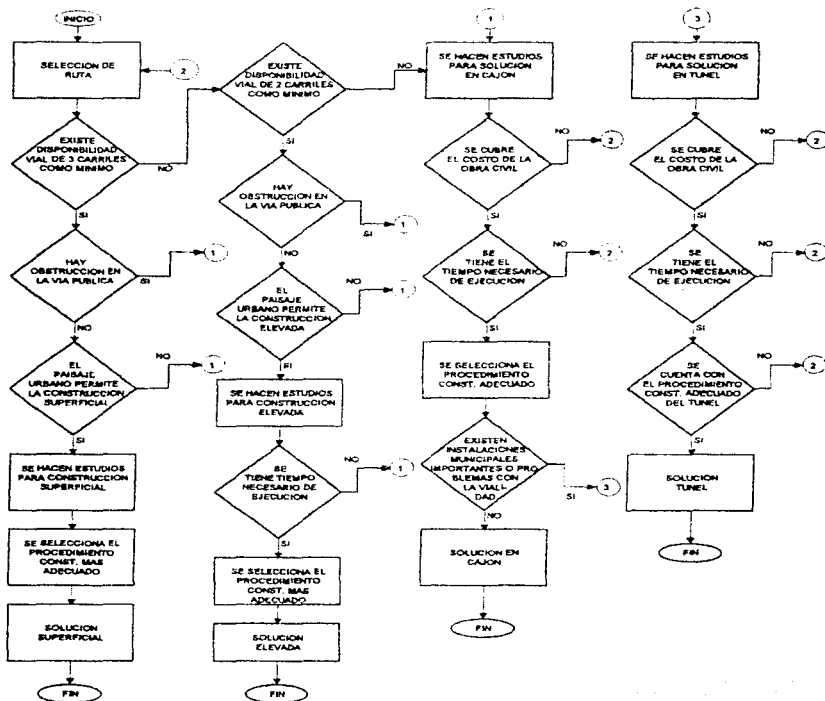 INICIO
SELECCION DE
RUTA
2
EXISTE
DISPONIBILIDAD
VIAL DE 3 CARRILES
COMO MINIMO
NO
SI
HAY
OBSTRUCCION EN
LA VIA PUBLICA
1
SI
NO
EL
PAISAJE
URBANO PERMITE
LA CONSTRUCCION
SUPERFICIAL
NO
1
SI
SE HACEN ESTUDIOS
PARA CONSTRUCCION
SUPERFICIAL
SE SELECCIONA EL
PROCEDIMIENTO
CONST. MAS
ADECUADO
SOLUCION
SUPERFICIAL
FIN
EXISTE
DISPONIBILIDAD
VIAL DE 2 CARRILES
COMO MINIMO
NO
SI
HAY
OBSTRUCCION EN
LA VIA PUBLICA
1
SI
NO
EL
PAISAJE
URBANO PERMITE
LA CONSTRUCCION
ELEVADA
NO
1
SI
SE HACEN ESTUDIOS
PARA CONSTRUCCION
ELEVADA
SE
TIENE TIEMPO
NECESARIO DE
EJECUCION
NO
1
SI
SE SELECCIONA EL
PROCEDIMIENTO
CONST. MAS
ADECUADO
SOLUCION
ELEVADA
FIN
1
SE HACEN ESTUDIOS
PARA SOLUCION
EN CAJON
SE CUBRE
EL COSTO DE LA
OBRA CIVIL
NO
2
SI
SE
TIENE EL
TIEMPO NECESARIO
DE EJECUCION
NO
2
SI
SE SELECCIONA EL
PROCEDIMIENTO
CONST. ADECUADO
EXISTEN
INSTALACIONES
MUNICIPALES
IMPORTANTES O PRO
BLEMAS CON
LA VIALI-
DAD
SI
3
NO
SOLUCION EN
CAJON
FIN
3
SE HACEN ESTUDIOS
PARA SOLUCION
EN TUNEL
SE CUBRE
EL COSTO DE LA
OBRA CIVIL
NO
2
SI
SE
TIENE EL
TIEMPO NECESARIO
DE EJECUCION
NO
2
SI
SE
CUENTA CON
EL PROCEDIMIENTO
CONST. ADECUADO
DEL TUNEL
NO
2
SI
SOLUCION
TUNEL
FIN